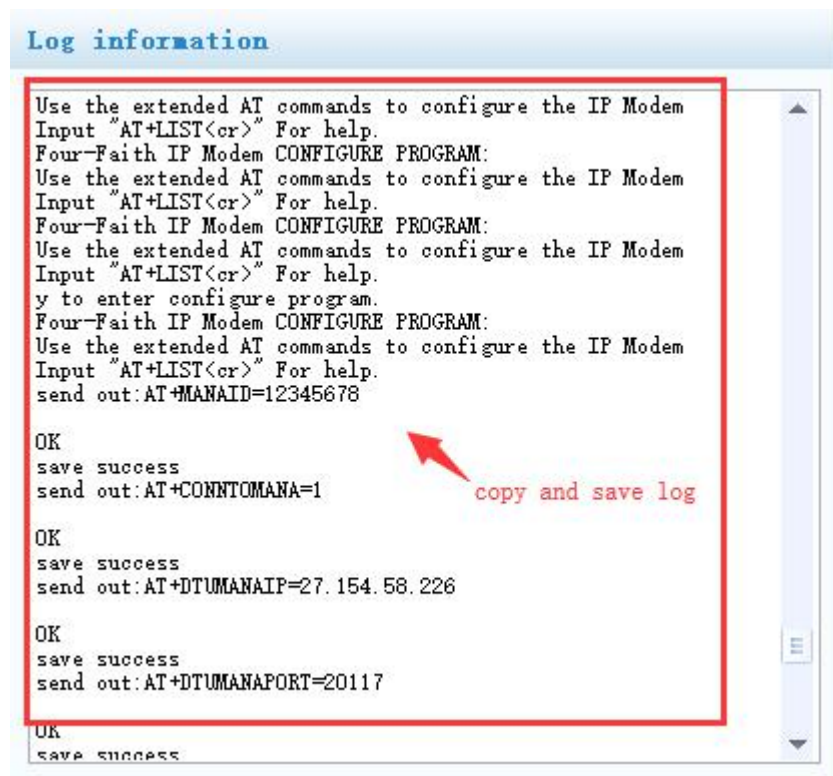 Log information
Use the extended AT commands to configure the IP Modem
Input "AT+LIST<cr>" For help.
Four-Faith IP Modem CONFIGURE PROGRAM:
Use the extended AT commands to configure the IP Modem
Input "AT+LIST<cr>" For help.
Four-Faith IP Modem CONFIGURE PROGRAM:
Use the extended AT commands to configure the IP Modem
Input "AT+LIST<cr>" For help.
y to enter configure program.
Four-Faith IP Modem CONFIGURE PROGRAM:
Use the extended AT commands to configure the IP Modem
Input "AT+LIST<cr>" For help.
send out:AT+MANAID=12345678
OK
save success
send out:AT+CONNTOMANA=1
copy and save log
OK
save success
send out:AT+DTUMANAIP=27.154.58.226
OK
save success
send out:AT+DTUMANAPORT=20117
OK
save success